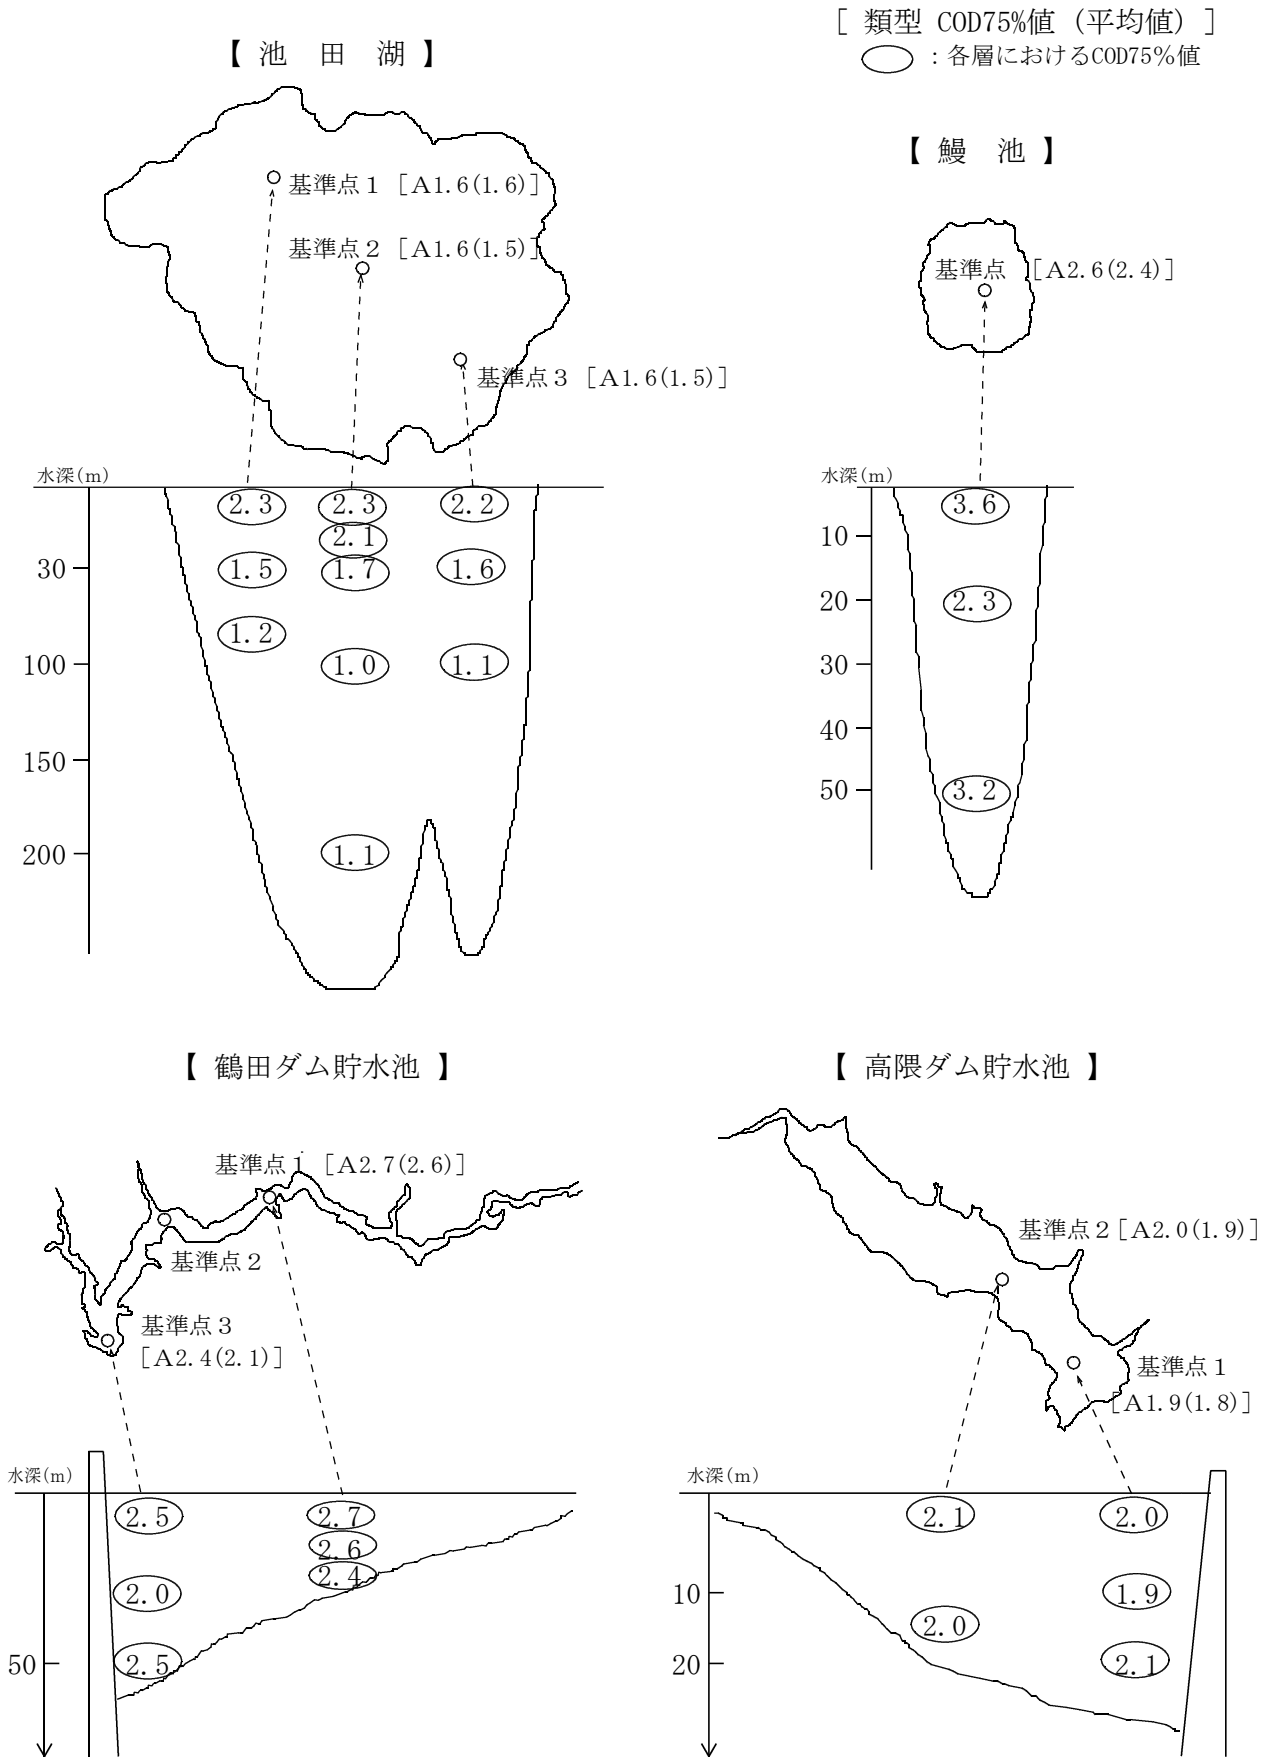 [ 類型 COD75%値 (平均値) ]
：各層におけるCOD75％値
【 池　田　湖 】
基準点１ ［A1.6(1.6)］
基準点２ ［A1.6(1.5)］
基準点３ ［A1.6(1.5)］
水深(m)
2.3 2.3 2.2
2.1
30 1.5 1.7 1.6
1.2
100 1.0 1.1
150
200 1.1
【 鰻　池 】
基準点 ［A2.6(2.4)］
水深(m)
3.6
10
20 2.3
30
40
50 3.2
【 鶴田ダム貯水池 】
基準点１ ［A2.7(2.6)］
基準点２
基準点３
［A2.4(2.1)］
水深(m)
2.5 2.7
2.6
2.4
2.0
50 2.5
【 高隈ダム貯水池 】
基準点２［A2.0(1.9)］
基準点１
［A1.9(1.8)］
水深(m)
2.1 2.0
10 1.9
2.0
20 2.1